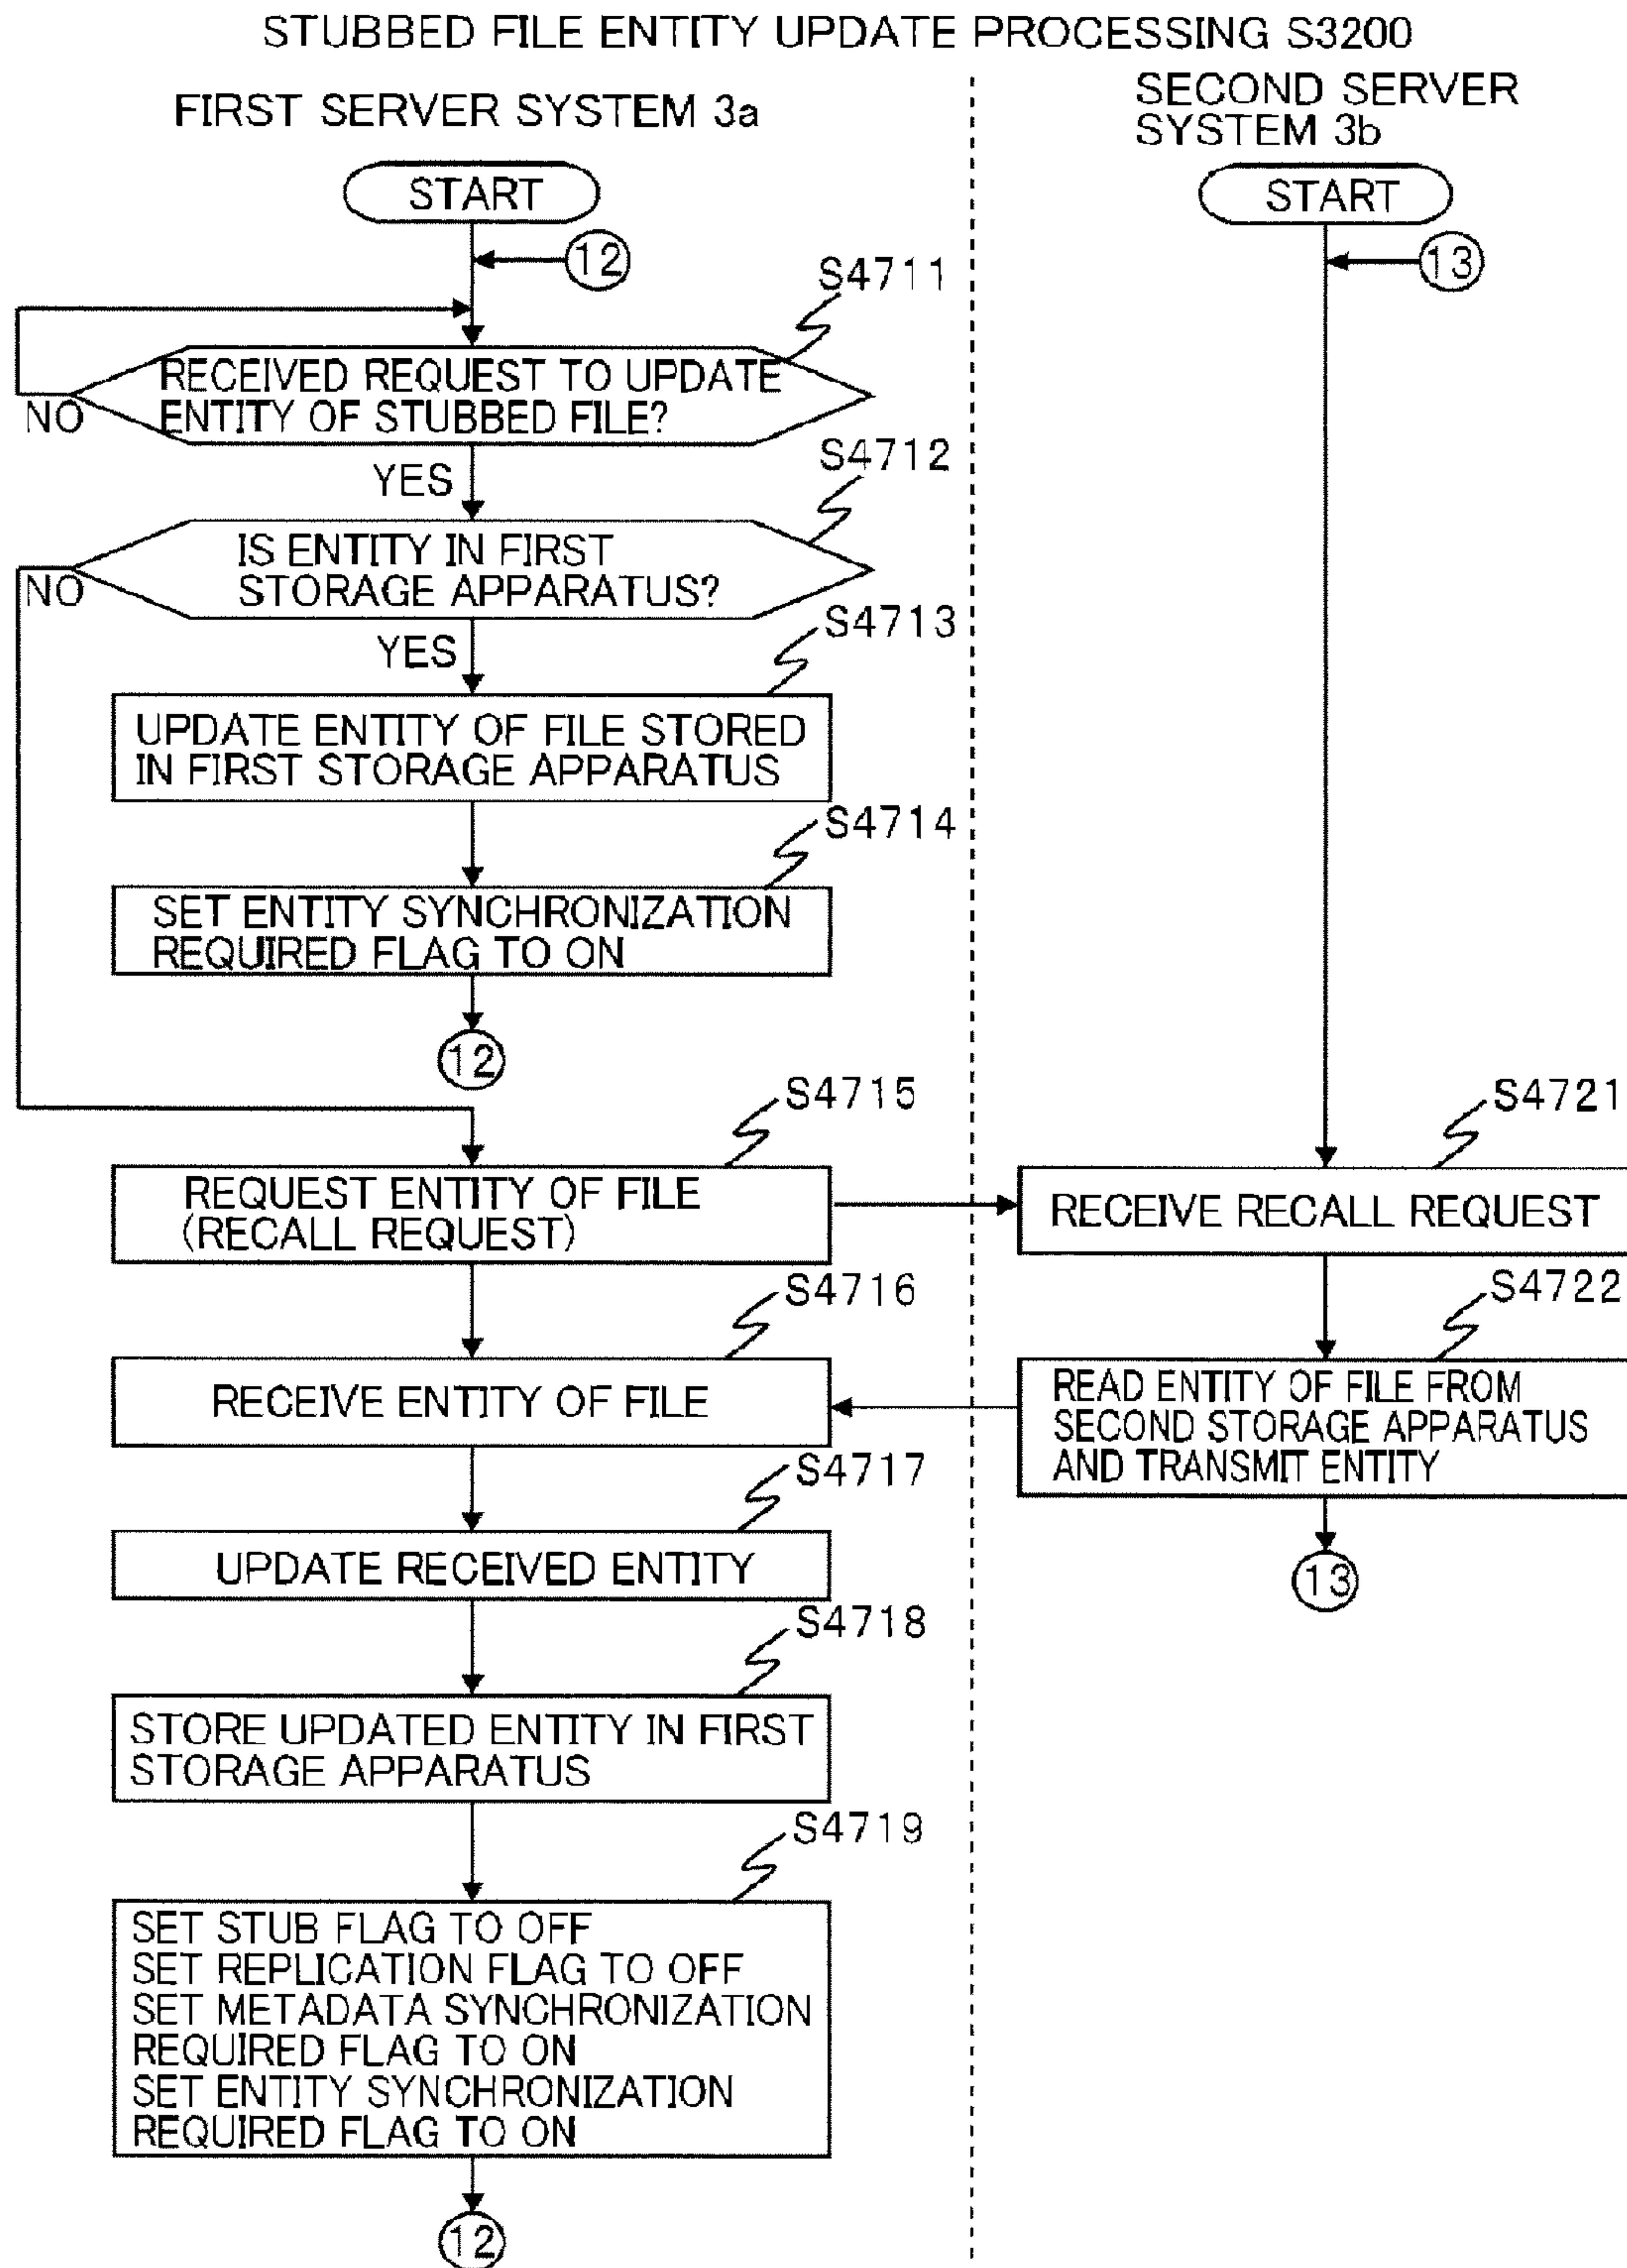 STUBBED FILE ENTITY UPDATE PROCESSING S3200
FIRST SERVER SYSTEM 3a
SECOND SERVER
SYSTEM 3b
START
START
12
13
S4711
RECEIVED REQUEST TO UPDATE
ENTITY OF STUBBED FILE?
NO
YES
S4712
IS ENTITY IN FIRST
STORAGE APPARATUS?
NO
YES
S4713
UPDATE ENTITY OF FILE STORED
IN FIRST STORAGE APPARATUS
S4714
SET ENTITY SYNCHRONIZATION
REQUIRED FLAG TO ON
12
S4715
REQUEST ENTITY OF FILE
(RECALL REQUEST)
S4721
RECEIVE RECALL REQUEST
S4716
RECEIVE ENTITY OF FILE
S4722
READ ENTITY OF FILE FROM
SECOND STORAGE APPARATUS
AND TRANSMIT ENTITY
13
S4717
UPDATE RECEIVED ENTITY
S4718
STORE UPDATED ENTITY IN FIRST
STORAGE APPARATUS
S4719
SET STUB FLAG TO OFF
SET REPLICATION FLAG TO OFF
SET METADATA SYNCHRONIZATION
REQUIRED FLAG TO ON
SET ENTITY SYNCHRONIZATION
REQUIRED FLAG TO ON
12